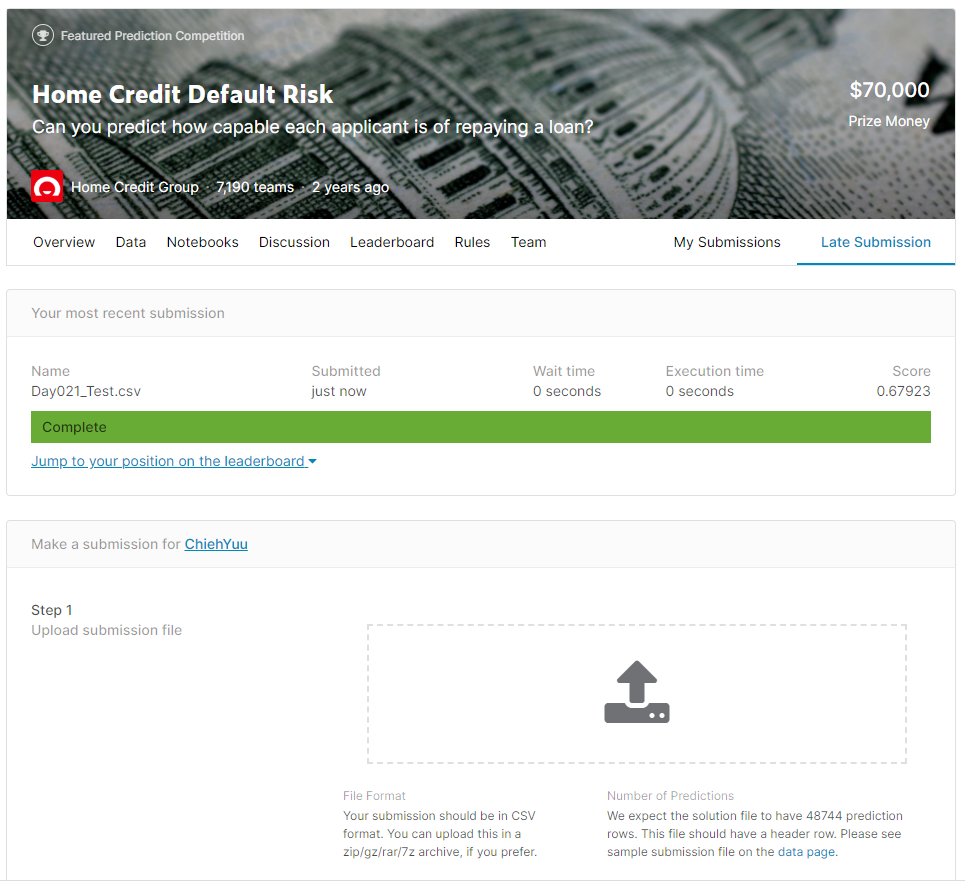 Featured Prediction Competition
Home Credit Default Risk
$70,000
Can you predict how capable each applicant is of repaying a loan?
Prize Money
Home Credit Group · 7,190 teams · 2 years ago
Overview Data Notebooks Discussion Leaderboard Rules Team My Submissions Late Submission
Your most recent submission
Name Submitted Wait time Execution time Score
Day021_Test.csv just now 0 seconds 0 seconds 0.67923
Complete
Jump to your position on the leaderboard
Make a submission for ChiehYuu
Step 1
Upload submission file
File Format
Your submission should be in CSV
format. You can upload this in a
zip/gz/rar/7z archive, if you prefer.
Number of Predictions
We expect the solution file to have 48744 prediction
rows. This file should have a header row. Please see
sample submission file on the data page.